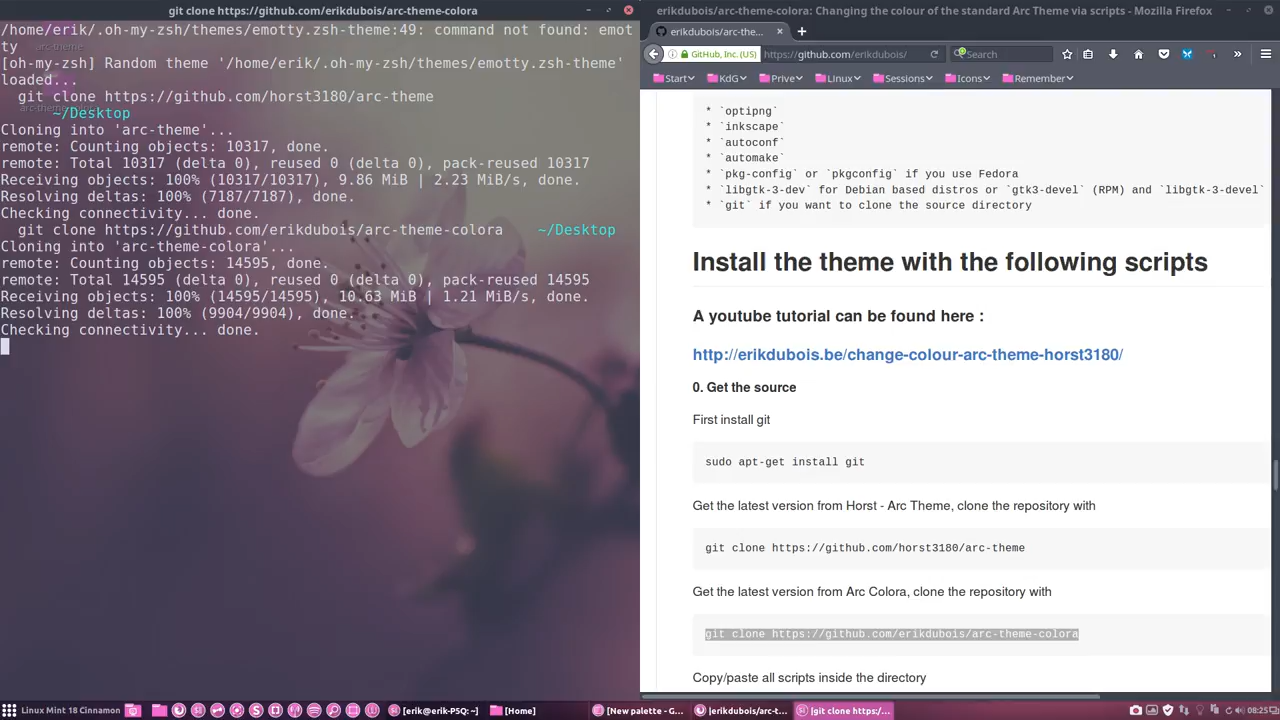 git clone https://github.com/erikdubois/arc-theme-colora
/home/erik/.oh-my-zsh/themes/emotty.zsh-theme:49: command not found: emot
ty
arc-theme
[oh-my-zsh] Random theme '/home/erik/.oh-my-zsh/themes/emotty.zsh-theme'
loaded...
git clone https://github.com/horst3180/arc-theme
~/Desktop
Cloning into 'arc-theme'...
remote: Counting objects: 10317, done.
remote: Total 10317 (delta 0), reused 0 (delta 0), pack-reused 10317
Receiving objects: 100% (10317/10317), 9.86 MiB | 2.23 MiB/s, done.
Resolving deltas: 100% (7187/7187), done.
Checking connectivity... done.
git clone https://github.com/erikdubois/arc-theme-colora ~/Desktop
Cloning into 'arc-theme-colora'...
remote: Counting objects: 14595, done.
remote: Total 14595 (delta 0), reused 0 (delta 0), pack-reused 14595
Receiving objects: 100% (14595/14595), 10.63 MiB | 1.21 MiB/s, done.
Resolving deltas: 100% (9904/9904), done.
Checking connectivity... done.
erikdubois/arc-theme-colora: Changing the colour of the standard Arc Theme via scripts - Mozilla Firefox
erikdubois/arc-the...
GitHub, Inc. (US)
https://github.com/erikdubois/
Search
Start
KdG
Prive
Linux
Sessions
Icons
Remember
* `optipng`
* `inkscape`
* `autoconf`
* `automake`
* `pkg-config` or `pkgconfig` if you use Fedora
* `libgtk-3-dev` for Debian based distros or `gtk3-devel` (RPM) and `libgtk-3-devel`
* `git` if you want to clone the source directory
Install the theme with the following scripts
A youtube tutorial can be found here :
http://erikdubois.be/change-colour-arc-theme-horst3180/
0. Get the source
First install git
sudo apt-get install git
Get the latest version from Horst - Arc Theme, clone the repository with
git clone https://github.com/horst3180/arc-theme
Get the latest version from Arc Colora, clone the repository with
git clone https://github.com/erikdubois/arc-theme-colora
Copy/paste all scripts inside the directory
Linux Mint 18 Cinnamon
[erik@erik-P5Q: ~]
[Home]
[New palette - G...
[erikdubois/arc-t...
[git clone https:/...
08:25